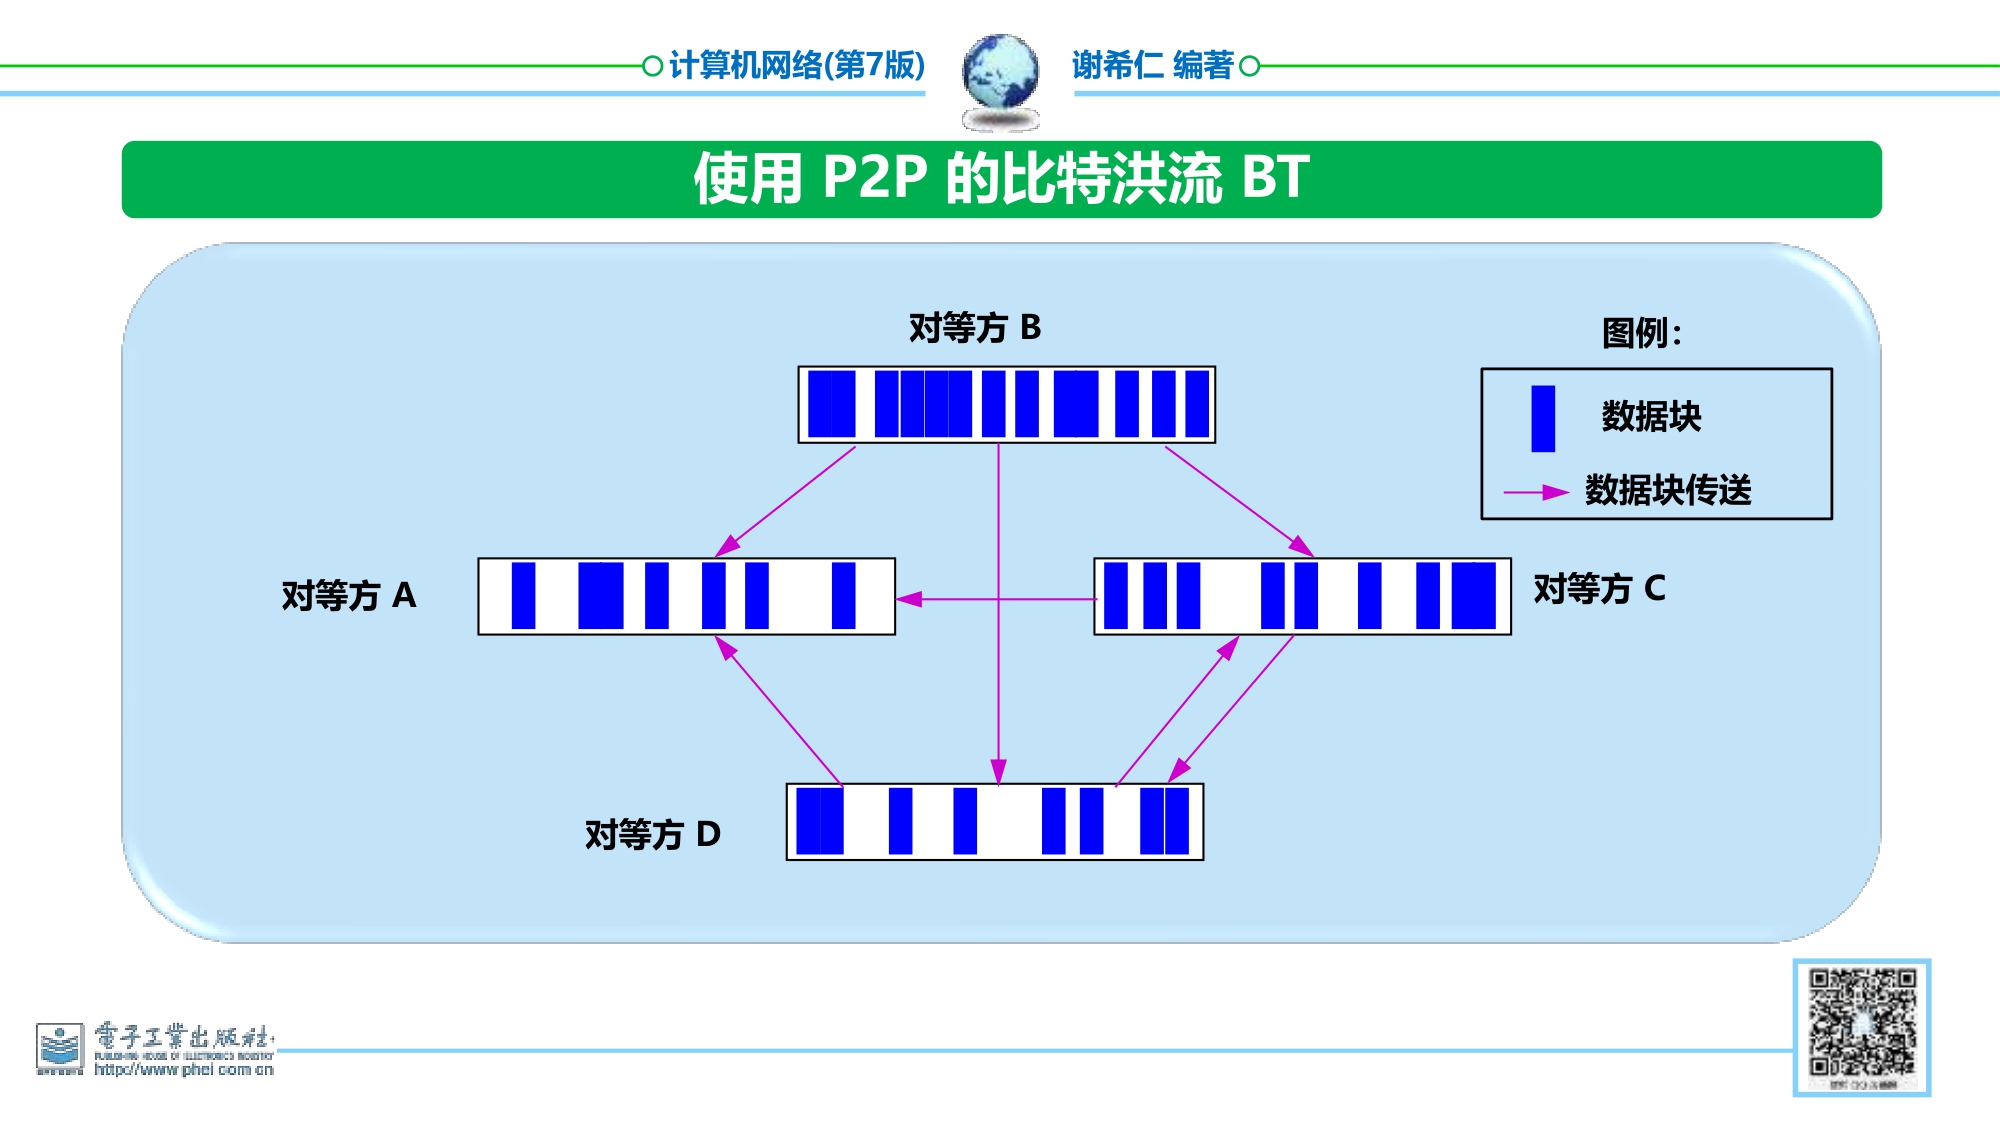 计算机网络(第7版)
谢希仁 编著
使用 P2P 的比特洪流 BT
对等方 B
图例：
数据块
数据块传送
对等方 A
对等方 C
对等方 D
電子工業出版社
PUBLISHING HOUSE OF ELECTRONICS INDUSTRY
http://www.phei.com.cn